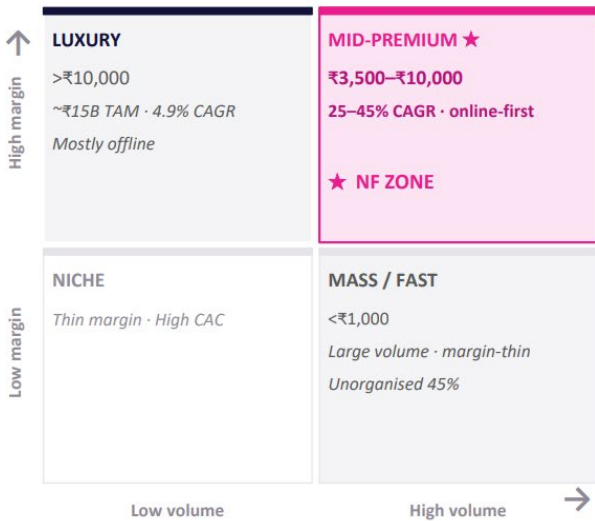 High margin
LUXURY
>₹10,000
~₹15B TAM · 4.9% CAGR
Mostly offline
MID-PREMIUM ★
₹3,500–₹10,000
25–45% CAGR · online-first
★ NF ZONE
Low margin
NICHE
Thin margin · High CAC
MASS / FAST
<₹1,000
Large volume · margin-thin
Unorganised 45%
Low volume
High volume